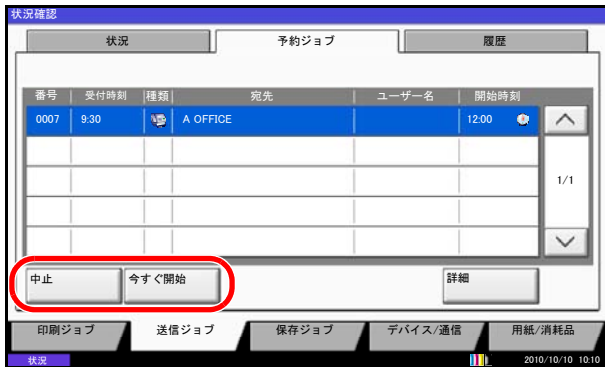 状況確認
状況 予約ジョブ 履歴
番号 受付時刻 種類 宛先 ユーザー名 開始時刻
0007 9:30 A OFFICE 12:00
1/1
中止 今すぐ開始 詳細
印刷ジョブ 送信ジョブ 保存ジョブ デバイス/通信 用紙/消耗品
状況 2010/10/10 10:10